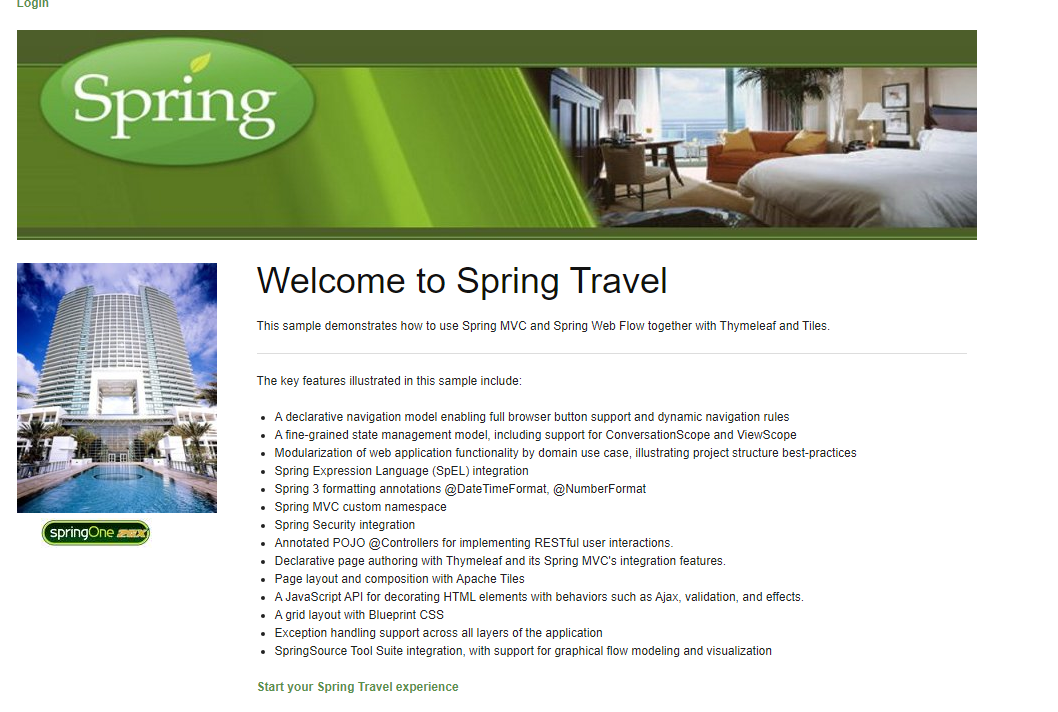 Login
Spring
Welcome to Spring Travel
This sample demonstrates how to use Spring MVC and Spring Web Flow together with Thymeleaf and Tiles.
The key features illustrated in this sample include:
A declarative navigation model enabling full browser button support and dynamic navigation rules
A fine-grained state management model, including support for ConversationScope and ViewScope
Modularization of web application functionality by domain use case, illustrating project structure best-practices
Spring Expression Language (SpEL) integration
Spring 3 formatting annotations @DateTimeFormat, @NumberFormat
Spring MVC custom namespace
Spring Security integration
Annotated POJO @Controllers for implementing RESTful user interactions.
Declarative page authoring with Thymeleaf and its Spring MVC's integration features.
Page layout and composition with Apache Tiles
A JavaScript API for decorating HTML elements with behaviors such as Ajax, validation, and effects.
A grid layout with Blueprint CSS
Exception handling support across all layers of the application
SpringSource Tool Suite integration, with support for graphical flow modeling and visualization
Start your Spring Travel experience
springOne 2GX